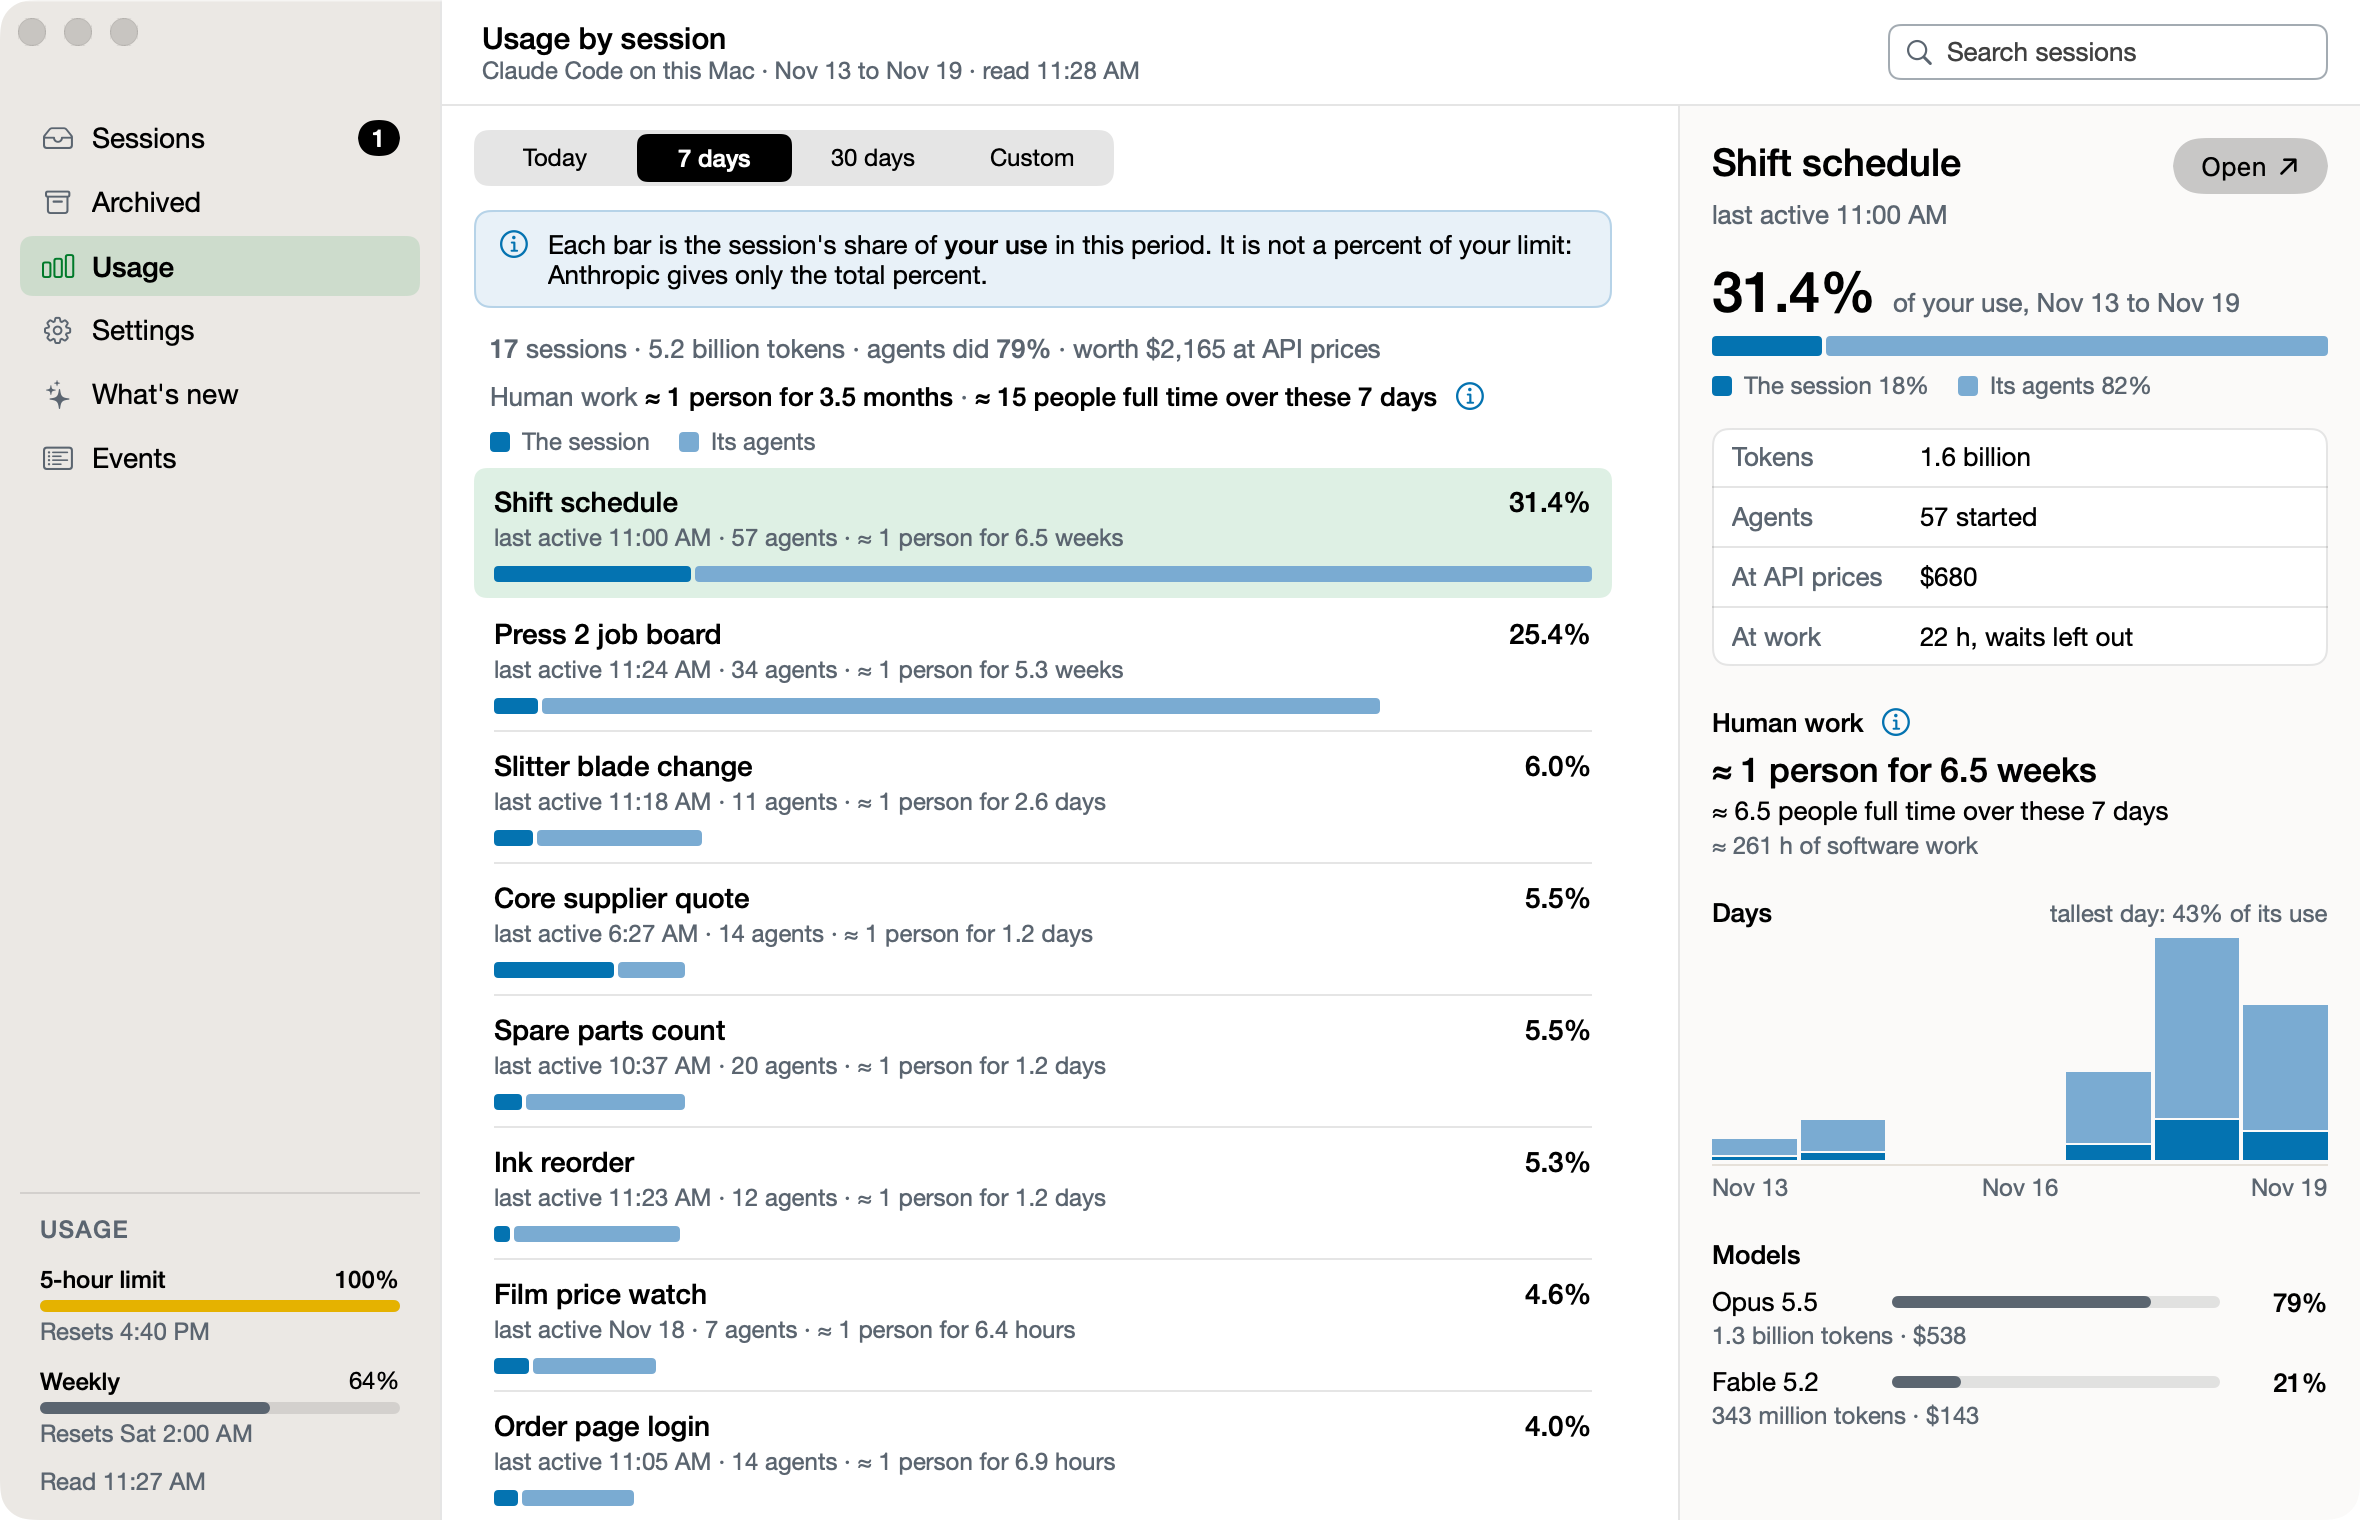 Sessions
1
Archived
Usage
Settings
What's new
Events
USAGE
5-hour limit 100%
Resets 4:40 PM
Weekly 64%
Resets Sat 2:00 AM
Read 11:27 AM
Usage by session
Claude Code on this Mac · Nov 13 to Nov 19 · read 11:28 AM
Search sessions
Today 7 days 30 days Custom
Each bar is the session's share of your use in this period. It is not a percent of your limit:
Anthropic gives only the total percent.
17 sessions · 5.2 billion tokens · agents did 79% · worth $2,165 at API prices
Human work ≈ 1 person for 3.5 months · ≈ 15 people full time over these 7 days
The session Its agents
Shift schedule 31.4%
last active 11:00 AM · 57 agents · ≈ 1 person for 6.5 weeks
Press 2 job board 25.4%
last active 11:24 AM · 34 agents · ≈ 1 person for 5.3 weeks
Slitter blade change 6.0%
last active 11:18 AM · 11 agents · ≈ 1 person for 2.6 days
Core supplier quote 5.5%
last active 6:27 AM · 14 agents · ≈ 1 person for 1.2 days
Spare parts count 5.5%
last active 10:37 AM · 20 agents · ≈ 1 person for 1.2 days
Ink reorder 5.3%
last active 11:23 AM · 12 agents · ≈ 1 person for 1.2 days
Film price watch 4.6%
last active Nov 18 · 7 agents · ≈ 1 person for 6.4 hours
Order page login 4.0%
last active 11:05 AM · 14 agents · ≈ 1 person for 6.9 hours
Shift schedule
Open
last active 11:00 AM
31.4% of your use, Nov 13 to Nov 19
The session 18% Its agents 82%
Tokens 1.6 billion
Agents 57 started
At API prices $680
At work 22 h, waits left out
Human work
≈ 1 person for 6.5 weeks
≈ 6.5 people full time over these 7 days
≈ 261 h of software work
Days tallest day: 43% of its use
Nov 13 Nov 16 Nov 19
Models
Opus 5.5 79%
1.3 billion tokens · $538
Fable 5.2 21%
343 million tokens · $143